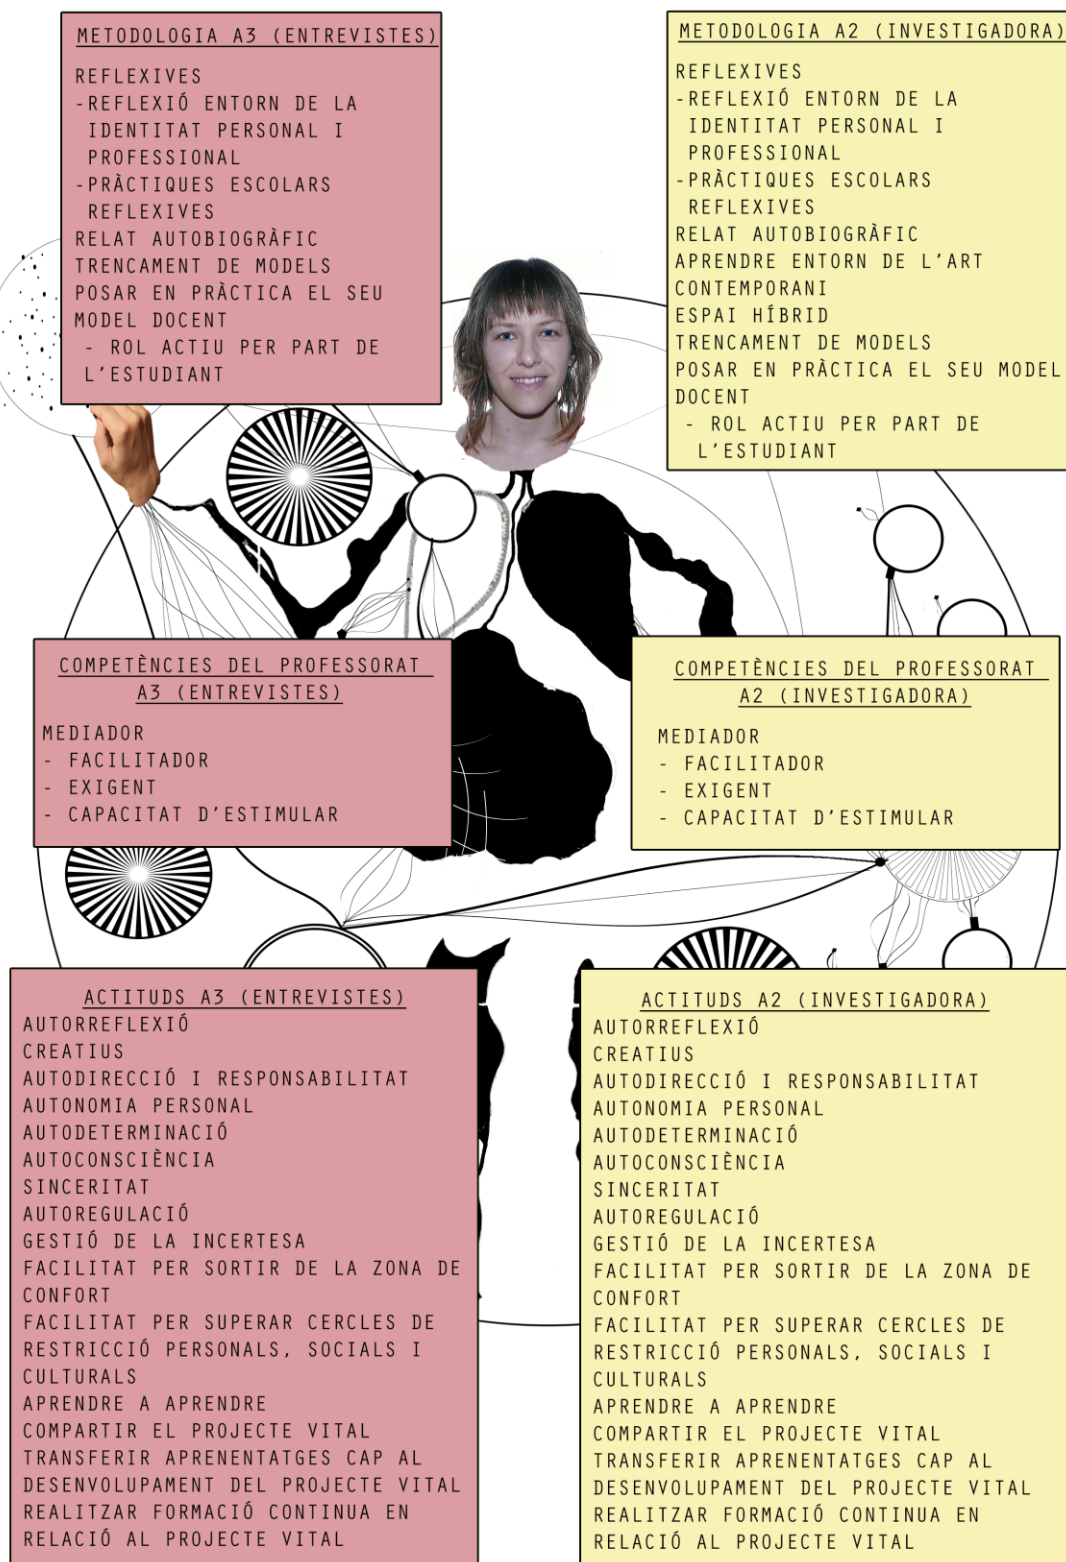 METODOLOGIA A3 (ENTREVISTES)
REFLEXIVES
-REFLEXIÓ ENTORN DE LA
IDENTITAT PERSONAL I
PROFESSIONAL
-PRÀCTIQUES ESCOLARS
REFLEXIVES
RELAT AUTOBIOGRÀFIC
TRENCAMENT DE MODELS
POSAR EN PRÀCTICA EL SEU
MODEL DOCENT
- ROL ACTIU PER PART DE
L’ESTUDIANT
METODOLOGIA A2 (INVESTIGADORA)
REFLEXIVES
-REFLEXIÓ ENTORN DE LA
IDENTITAT PERSONAL I
PROFESSIONAL
-PRÀCTIQUES ESCOLARS
REFLEXIVES
RELAT AUTOBIOGRÀFIC
APRENDRE ENTORN DE L’ART
CONTEMPORANI
ESPAI HÍBRID
TRENCAMENT DE MODELS
POSAR EN PRÀCTICA EL SEU MODEL
DOCENT
- ROL ACTIU PER PART DE
L’ESTUDIANT
COMPETÈNCIES DEL PROFESSORAT
A3 (ENTREVISTES)
MEDIADOR
- FACILITADOR
- EXIGENT
- CAPACITAT D’ESTIMULAR
COMPETÈNCIES DEL PROFESSORAT
A2 (INVESTIGADORA)
MEDIADOR
- FACILITADOR
- EXIGENT
- CAPACITAT D’ESTIMULAR
ACTITUDS A3 (ENTREVISTES)
AUTORREFLEXIÓ
CREATIUS
AUTODIRECCIÓ I RESPONSABILITAT
AUTONOMIA PERSONAL
AUTODETERMINACIÓ
AUTOCONSCIÈNCIA
SINCERITAT
AUTOREGULACIÓ
GESTIÓ DE LA INCERTESA
FACILITAT PER SORTIR DE LA ZONA DE
CONFORT
FACILITAT PER SUPERAR CERCLES DE
RESTRICCIÓ PERSONALS, SOCIALS I
CULTURALS
APRENDRE A APRENDRE
COMPARTIR EL PROJECTE VITAL
TRANSFERIR APRENENTATGES CAP AL
DESENVOLUPAMENT DEL PROJECTE VITAL
REALITZAR FORMACIÓ CONTINUA EN
RELACIÓ AL PROJECTE VITAL
ACTITUDS A2 (INVESTIGADORA)
AUTORREFLEXIÓ
CREATIUS
AUTODIRECCIÓ I RESPONSABILITAT
AUTONOMIA PERSONAL
AUTODETERMINACIÓ
AUTOCONSCIÈNCIA
SINCERITAT
AUTOREGULACIÓ
GESTIÓ DE LA INCERTESA
FACILITAT PER SORTIR DE LA ZONA DE
CONFORT
FACILITAT PER SUPERAR CERCLES DE
RESTRICCIÓ PERSONALS, SOCIALS I
CULTURALS
APRENDRE A APRENDRE
COMPARTIR EL PROJECTE VITAL
TRANSFERIR APRENENTATGES CAP AL
DESENVOLUPAMENT DEL PROJECTE VITAL
REALITZAR FORMACIÓ CONTINUA EN
RELACIÓ AL PROJECTE VITAL